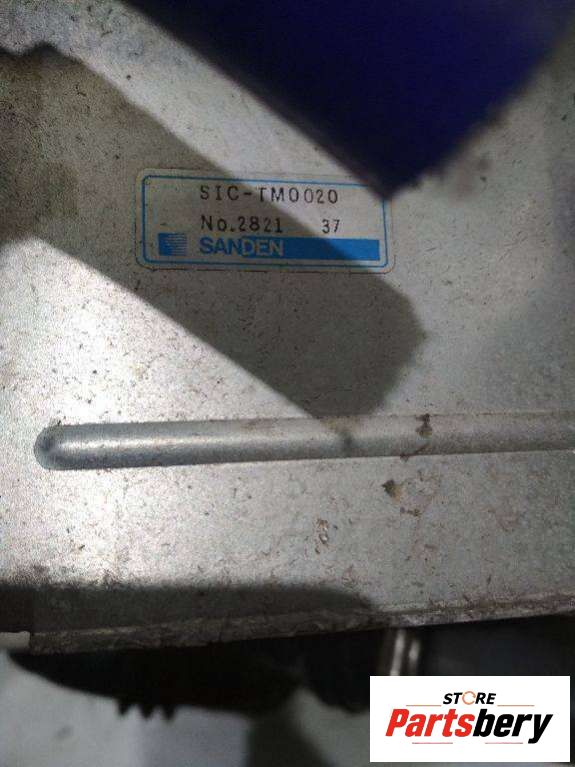 SIC-TM0020
No.2821 37
SANDEN
STORE
Partsbery